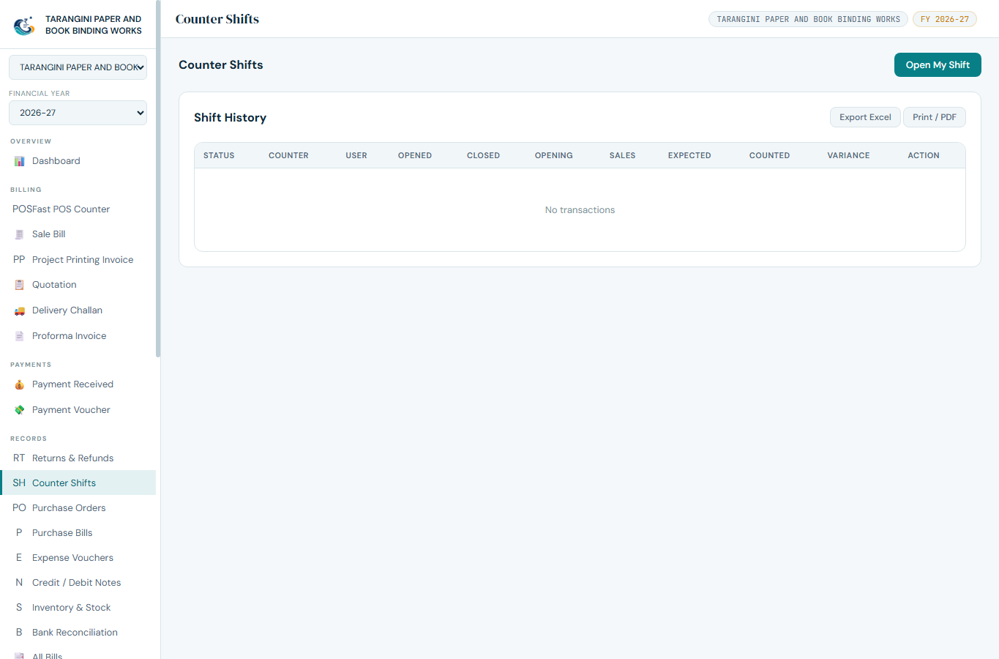 TARANGINI PAPER AND
BOOK BINDING WORKS
TARANGINI PAPER AND BOOK
FINANCIAL YEAR
2026-27
OVERVIEW
Dashboard
BILLING
POS Fast POS Counter
Sale Bill
PP Project Printing Invoice
Quotation
Delivery Challan
Proforma Invoice
PAYMENTS
Payment Received
Payment Voucher
RECORDS
RT Returns & Refunds
SH Counter Shifts
PO Purchase Orders
P Purchase Bills
E Expense Vouchers
N Credit / Debit Notes
S Inventory & Stock
B Bank Reconciliation
All Bills
Counter Shifts
TARANGINI PAPER AND BOOK BINDING WORKS
FY 2026-27
Counter Shifts
Open My Shift
Shift History
Export Excel
Print / PDF
STATUS COUNTER USER OPENED CLOSED OPENING SALES EXPECTED COUNTED VARIANCE ACTION
No transactions